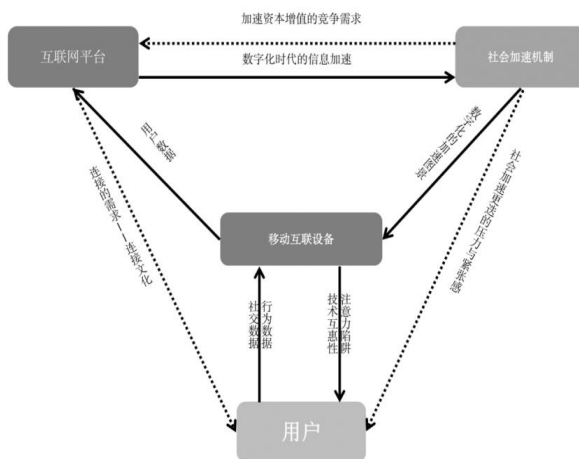 加速资本增值的竞争需求
互联网平台
社会加速机制
数字化时代的信息加速
用户数据
数字化的加速图景
连接的需求——连接文化
社会加速更迭的压力与紧张感
移动互联设备
行为数据
社交数据
注意力陷阱
技术互惠性
用户